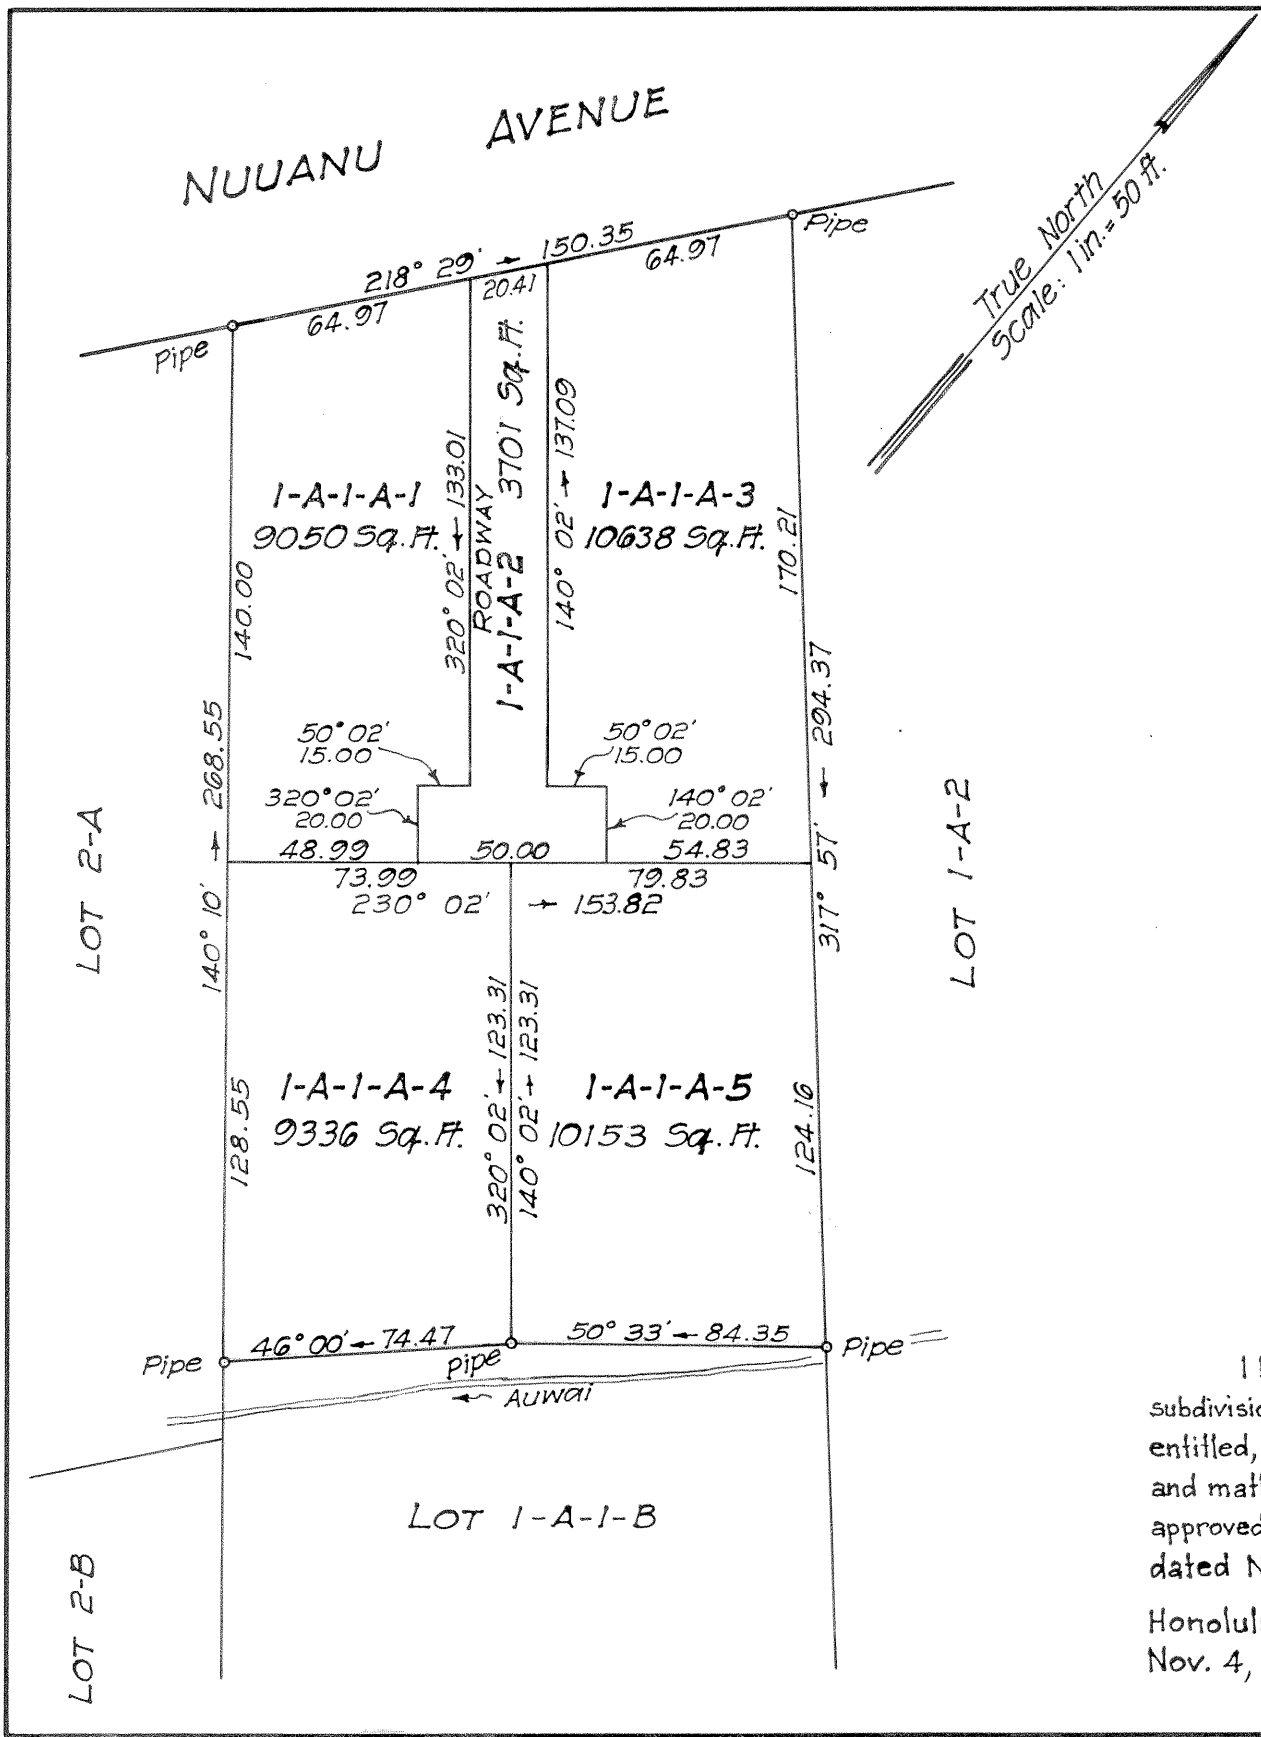 NUUANU AVENUE
True North
Scale: 1 in. = 50 ft.
Pipe
Pipe
218° 29' → 150.35
64.97
20.41
64.97
1-A-1-A-1
9050 Sq. Ft.
320° 02' ← 133.01
ROADWAY
1-A-1-A-2 3701 Sq. Ft.
140° 02' → 137.09
1-A-1-A-3
10638 Sq. Ft.
140.00
170.21
140° 10' → 268.55
317° 57' ← 294.37
50° 02'
15.00
50° 02'
15.00
320° 02'
20.00
140° 02'
20.00
48.99
50.00
54.83
73.99
79.83
230° 02' → 153.82
LOT 2-A
LOT 1-A-2
1-A-1-A-4
9336 Sq. Ft.
320° 02' ← 123.31
140° 02' → 123.31
1-A-1-A-5
10153 Sq. Ft.
128.55
124.16
46° 00' ← 74.47
50° 33' ← 84.35
Pipe
Pipe
Pipe
← Auwai
LOT 1-A-1-B
LOT 2-B
subdivisio
entitled,
and mat
approved
dated N
Honolul
Nov. 4,